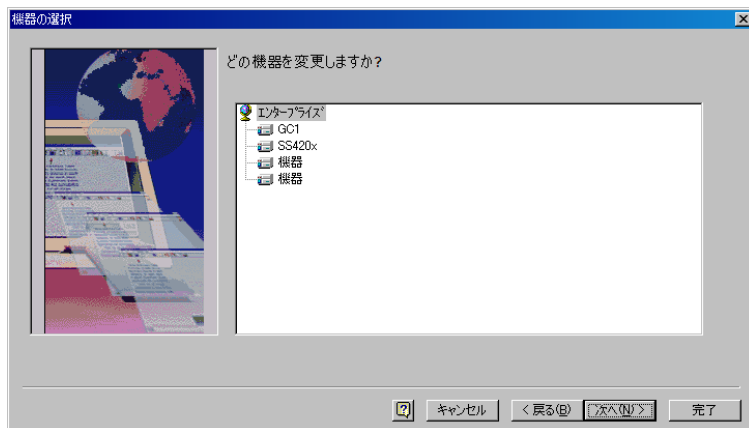 機器の選択
どの機器を変更しますか?
エンタープライズ
GC1
SS420x
機器
機器
キャンセル
< 戻る(B)
次へ(N) >
完了